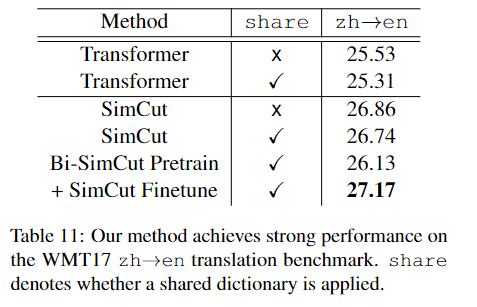 Method share zh→en
Transformer ✗ 25.53
Transformer ✓ 25.31
SimCut ✗ 26.86
SimCut ✓ 26.74
Bi-SimCut Pretrain ✓ 26.13
+ SimCut Finetune ✓ 27.17
Table 11: Our method achieves strong performance on
the WMT17 zh→en translation benchmark. share
denotes whether a shared dictionary is applied.